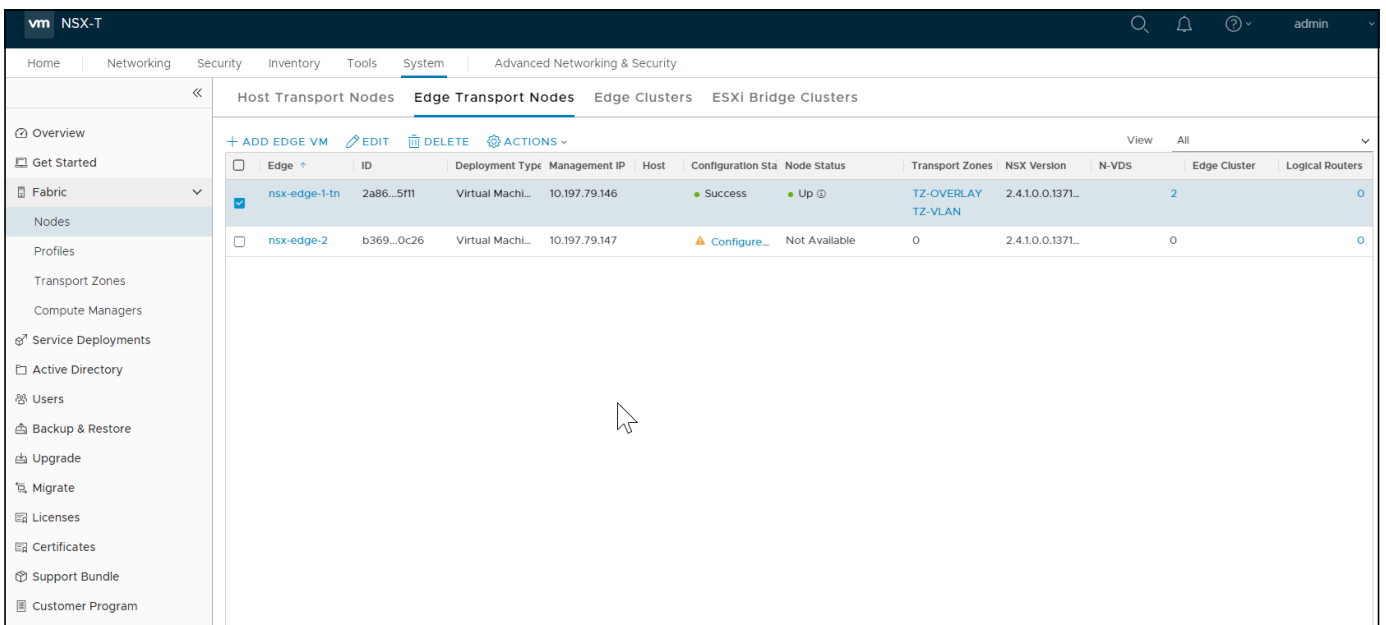 vm NSX-T admin
Home Networking Security Inventory Tools System Advanced Networking & Security
Host Transport Nodes Edge Transport Nodes Edge Clusters ESXi Bridge Clusters
Overview
Get Started
Fabric
Nodes
Profiles
Transport Zones
Compute Managers
Service Deployments
Active Directory
Users
Backup & Restore
Upgrade
Migrate
Licenses
Certificates
Support Bundle
Customer Program
+ ADD EDGE VM EDIT DELETE ACTIONS View All
Edge ↑ ID Deployment Type Management IP Host Configuration Sta Node Status Transport Zones NSX Version N-VDS Edge Cluster Logical Routers
nsx-edge-1-tn 2a86...5f11 Virtual Machi... 10.197.79.146 Success Up TZ-OVERLAY 2.4.1.0.0.1371... 2 0
TZ-VLAN
nsx-edge-2 b369...0c26 Virtual Machi... 10.197.79.147 Configure... Not Available 0 2.4.1.0.0.1371... 0 0